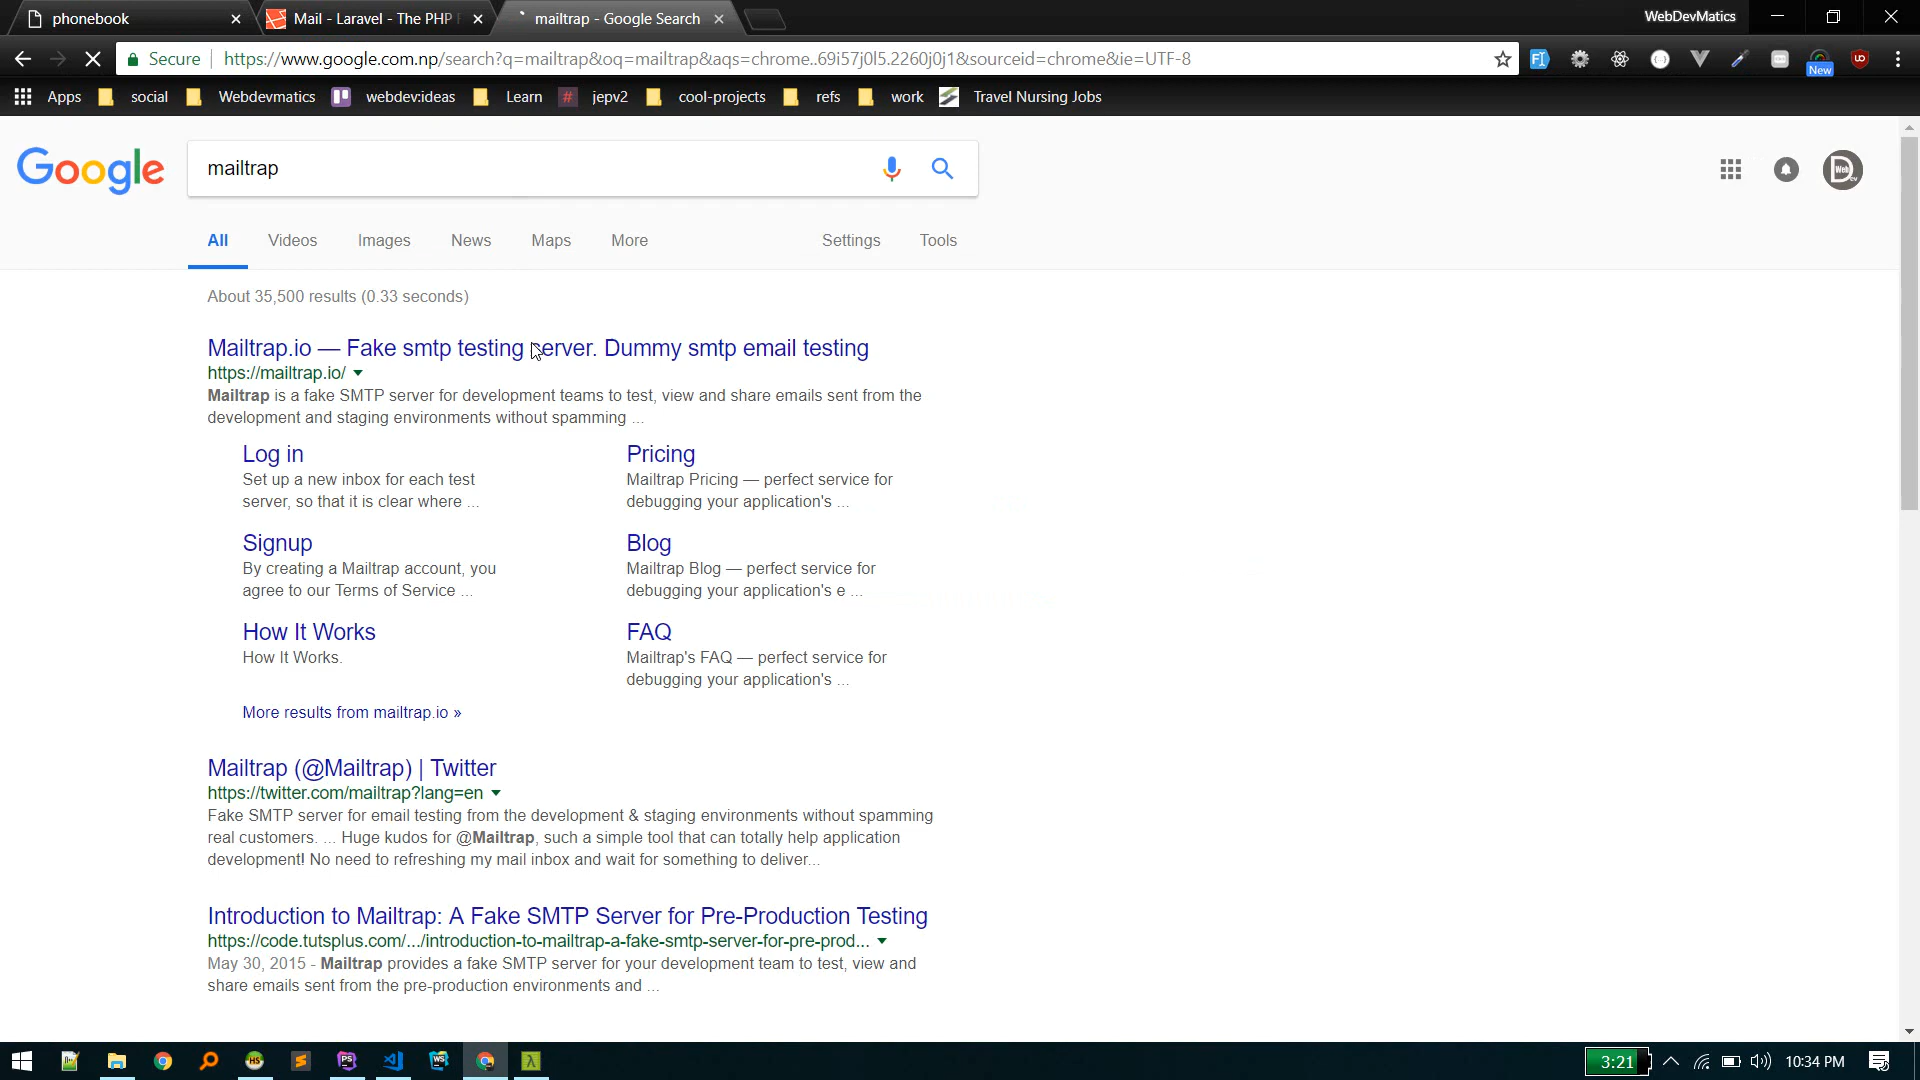 phonebook
Mail - Laravel - The PHP
mailtrap - Google Search
WebDevMatics
Secure
https://www.google.com.np/search?q=mailtrap&oq=mailtrap&aqs=chrome..69i57j0l5.2260j0j1&sourceid=chrome&ie=UTF-8
New
Apps social Webdevmatics webdev:ideas Learn # jepv2 cool-projects refs work Travel Nursing Jobs
Google
mailtrap
All Videos Images News Maps More Settings Tools
About 35,500 results (0.33 seconds)
Mailtrap.io — Fake smtp testing server. Dummy smtp email testing
https://mailtrap.io/
Mailtrap is a fake SMTP server for development teams to test, view and share emails sent from the
development and staging environments without spamming ...
Log in
Set up a new inbox for each test
server, so that it is clear where ...
Pricing
Mailtrap Pricing — perfect service for
debugging your application's ...
Signup
By creating a Mailtrap account, you
agree to our Terms of Service ...
Blog
Mailtrap Blog — perfect service for
debugging your application's e ...
How It Works
How It Works.
FAQ
Mailtrap's FAQ — perfect service for
debugging your application's ...
More results from mailtrap.io »
Mailtrap (@Mailtrap) | Twitter
https://twitter.com/mailtrap?lang=en
Fake SMTP server for email testing from the development & staging environments without spamming
real customers. ... Huge kudos for @Mailtrap, such a simple tool that can totally help application
development! No need to refreshing my mail inbox and wait for something to deliver...
Introduction to Mailtrap: A Fake SMTP Server for Pre-Production Testing
https://code.tutsplus.com/.../introduction-to-mailtrap-a-fake-smtp-server-for-pre-prod...
May 30, 2015 - Mailtrap provides a fake SMTP server for your development team to test, view and
share emails sent from the pre-production environments and ...
3:21
10:34 PM